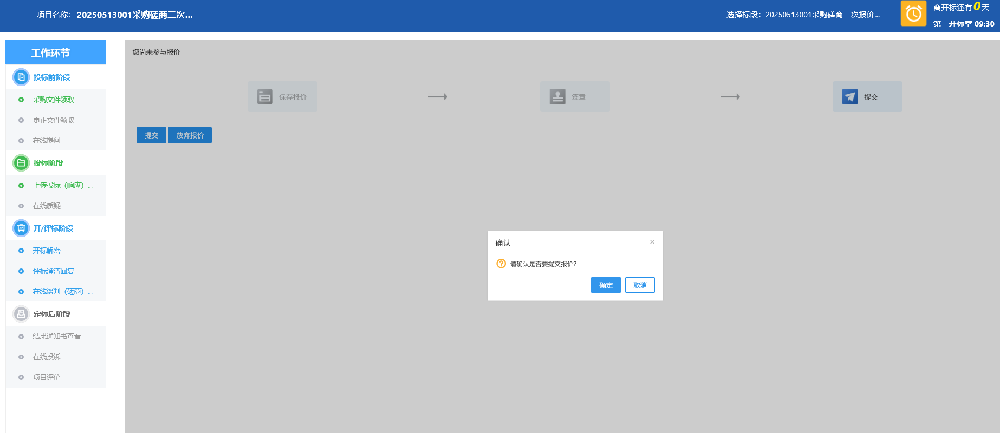 项目名称：20250513001采购磋商二次...
选择标段：20250513001采购磋商二次报价...
离开标还有0天
第一开标室 09:30
工作环节
投标前阶段
采购文件领取
更正文件领取
在线提问
投标阶段
上传投标（响应）...
在线质疑
开/评标阶段
开标解密
评标澄清回复
在线谈判（磋商）...
定标后阶段
结果通知书查看
在线投诉
项目评价
您尚未参与报价
保存报价
签章
提交
提交
放弃报价
确认
×
请确认是否要提交报价?
确定
取消